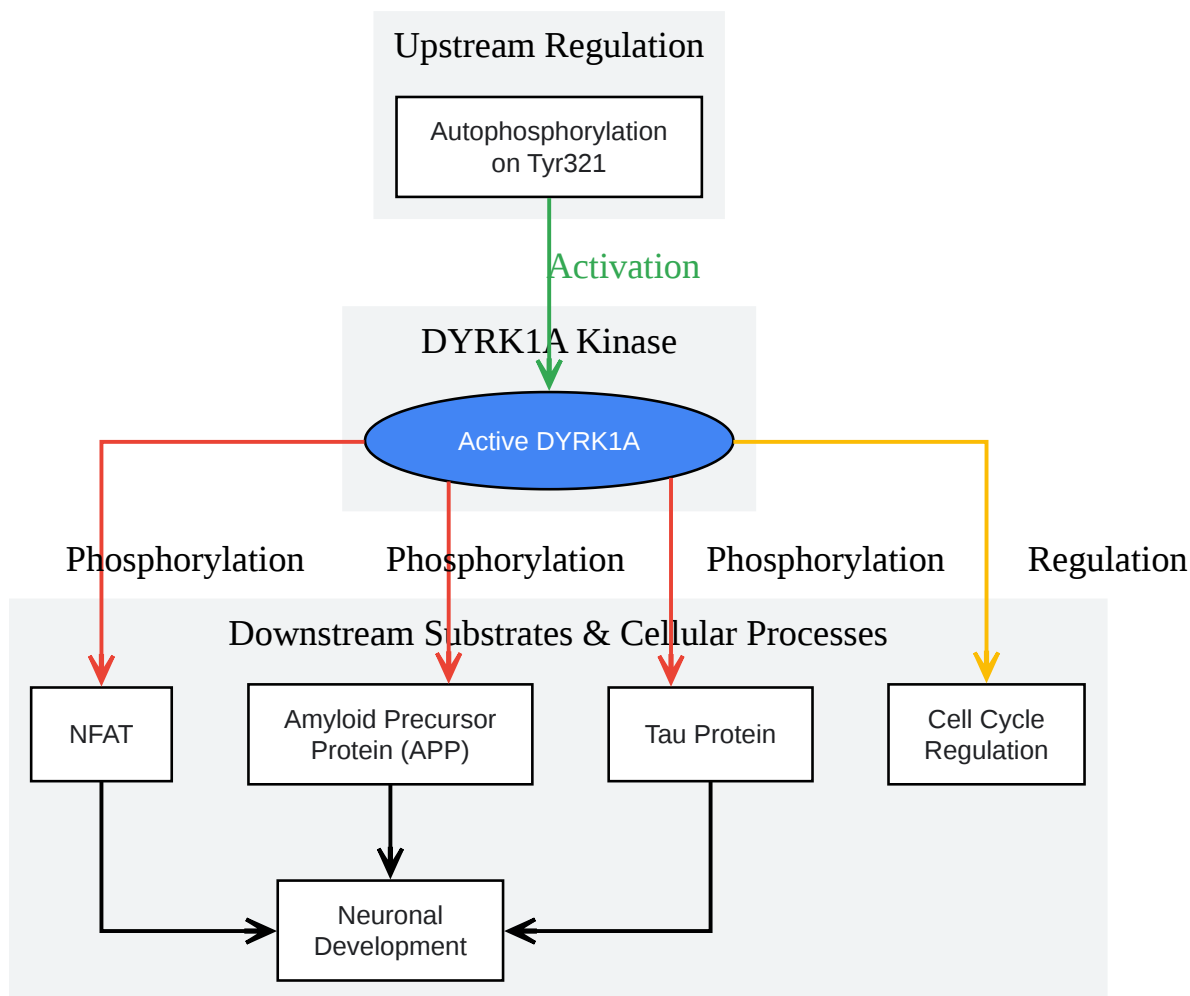 Upstream Regulation
Autophosphorylation
on Tyr321
Activation
DYRK1A Kinase
Active DYRK1A
Phosphorylation
Phosphorylation
Phosphorylation
Regulation
Downstream Substrates & Cellular Processes
NFAT
Amyloid Precursor
Protein (APP)
Tau Protein
Cell Cycle
Regulation
Neuronal
Development